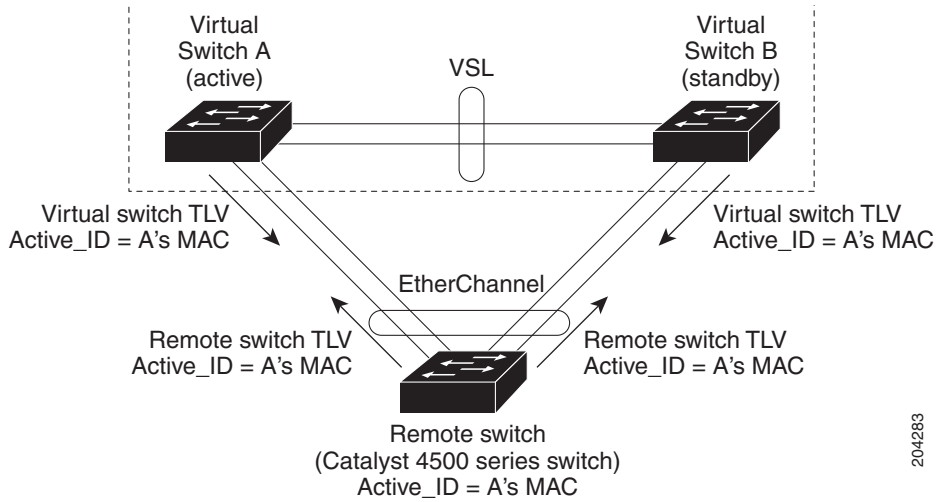 Virtual
Switch A
(active)
VSL
Virtual
Switch B
(standby)
Virtual switch TLV
Active_ID = A's MAC
Virtual switch TLV
Active_ID = A's MAC
EtherChannel
Remote switch TLV
Active_ID = A's MAC
Remote switch TLV
Active_ID = A's MAC
Remote switch
(Catalyst 4500 series switch)
Active_ID = A's MAC
204283